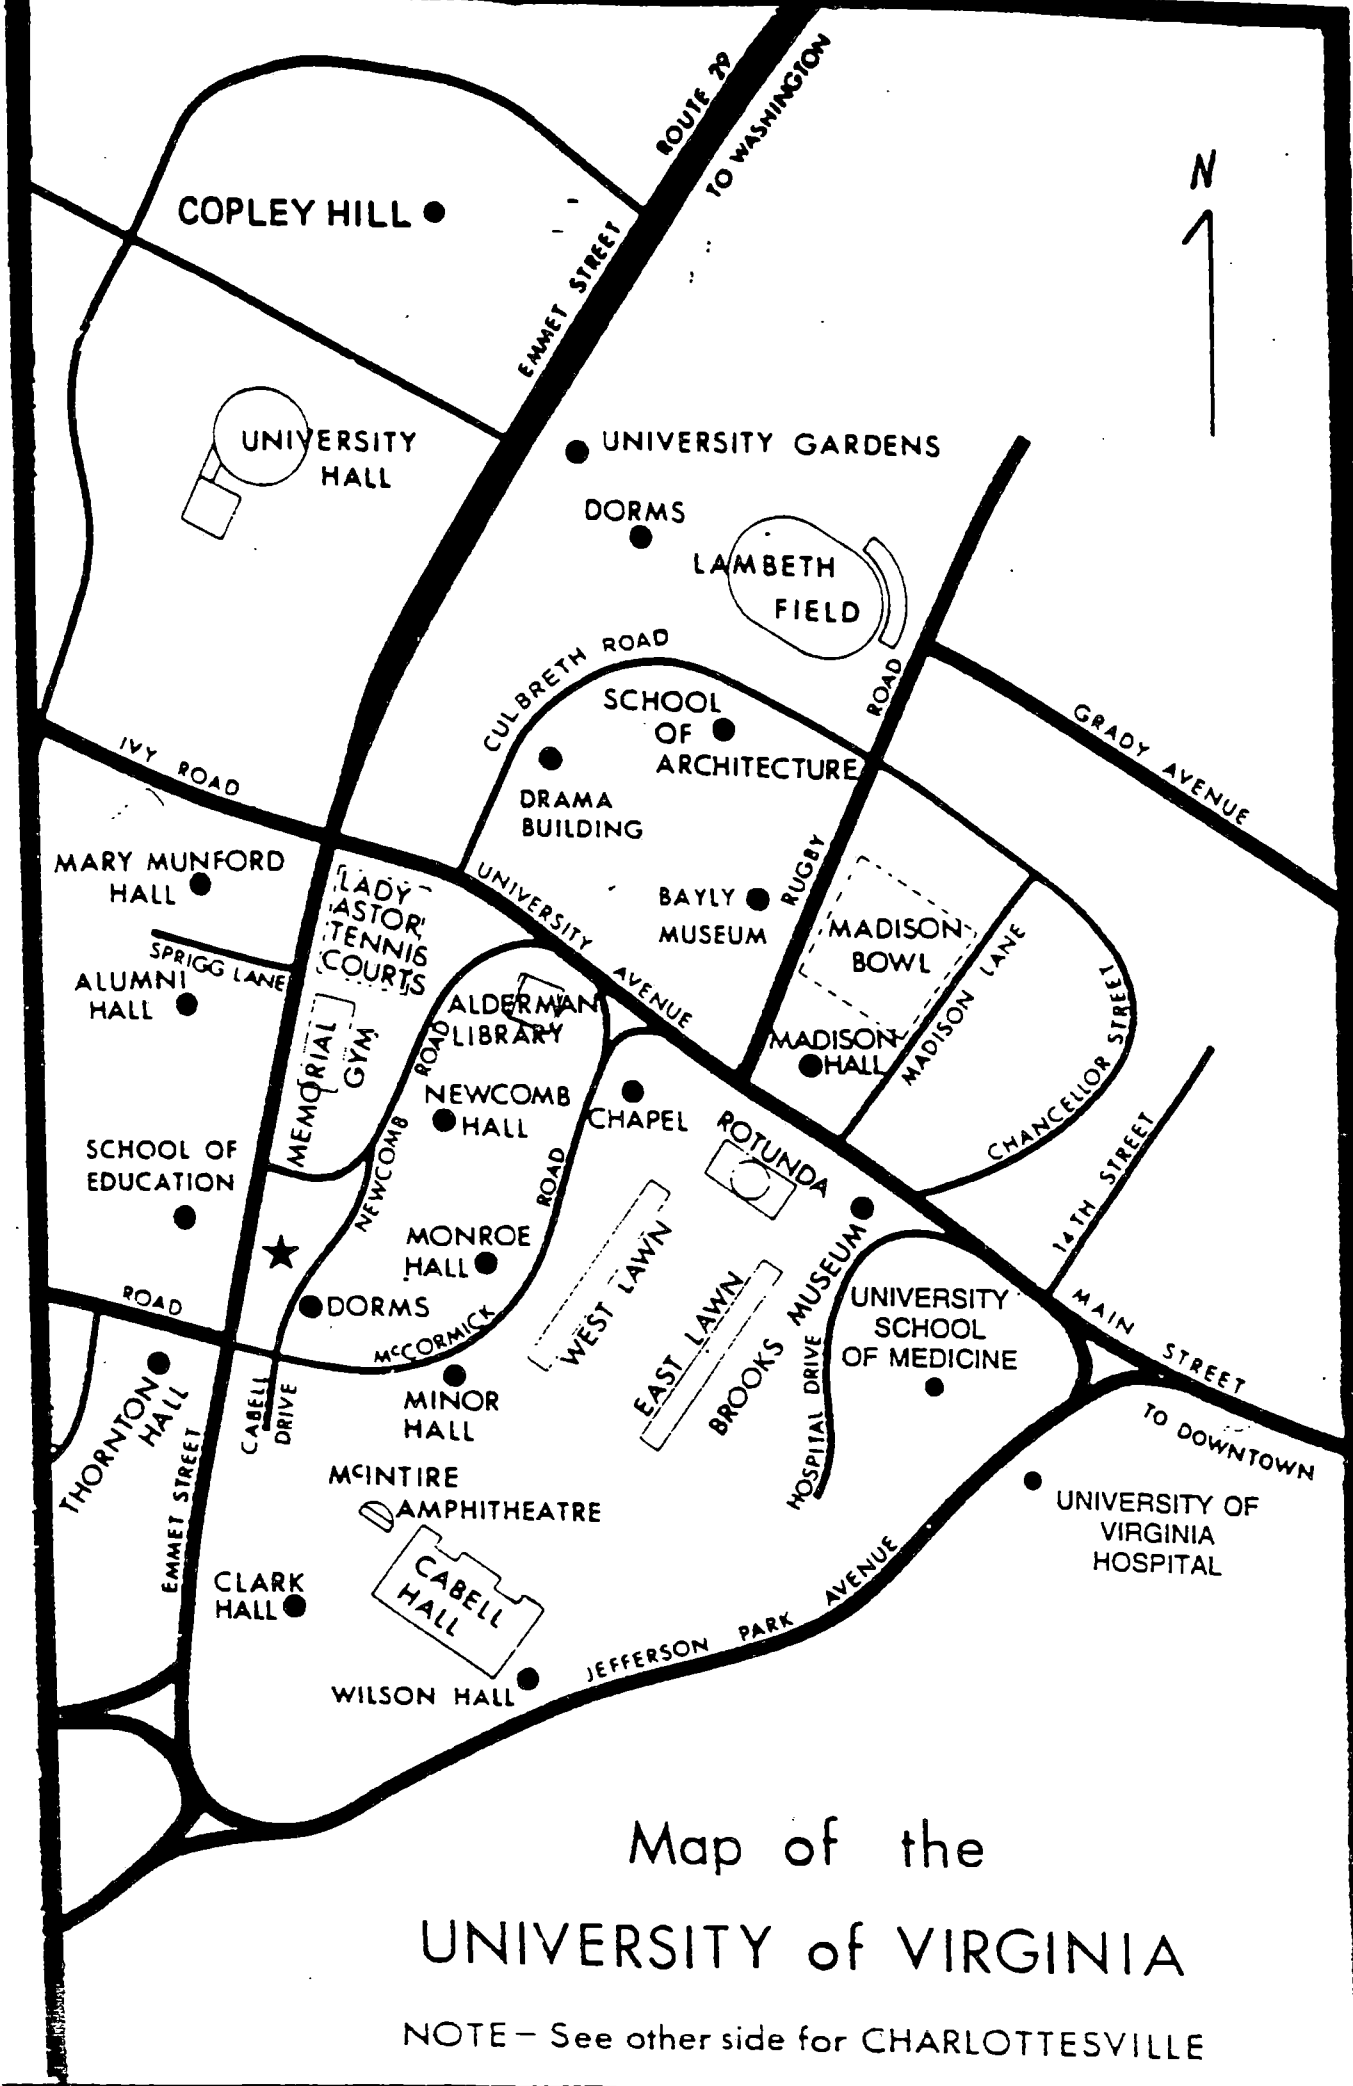 ROUTE 29
TO WASHINGTON
N
COPLEY HILL
EMMET STREET
UNIVERSITY
HALL
UNIVERSITY GARDENS
DORMS
LAMBETH
FIELD
CULBRETH ROAD
SCHOOL
OF
ARCHITECTURE
RUGBY ROAD
GRADY AVENUE
IVY ROAD
DRAMA
BUILDING
MARY MUNFORD
HALL
LADY
ASTOR
TENNIS
COURTS
UNIVERSITY AVENUE
BAYLY
MUSEUM
MADISON
BOWL
MADISON LANE
CHANCELLOR STREET
SPRIGG LANE
ALUMNI
HALL
ALDERMAN
LIBRARY
MEMORIAL
GYM
NEWCOMB ROAD
NEWCOMB
HALL
CHAPEL
MADISON
HALL
ROTUNDA
14TH STREET
SCHOOL OF
EDUCATION
MONROE
HALL
WEST LAWN
EAST LAWN
BROOKS MUSEUM
UNIVERSITY
SCHOOL
OF MEDICINE
HOSPITAL DRIVE
MAIN STREET
TO DOWNTOWN
ROAD
DORMS
McCORMICK ROAD
THORNTON
HALL
CABELL
DRIVE
MINOR
HALL
EMMET STREET
McINTIRE
AMPHITHEATRE
UNIVERSITY OF
VIRGINIA
HOSPITAL
CABELL
HALL
CLARK
HALL
WILSON HALL
JEFFERSON PARK AVENUE
Map of the
UNIVERSITY of VIRGINIA
NOTE – See other side for CHARLOTTESVILLE